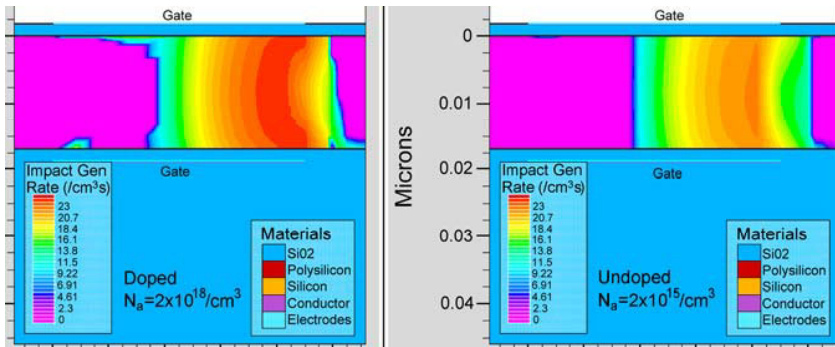 Gate
Gate
Impact Gen
Rate (/cm³s)
23
20.7
18.4
16.1
13.8
11.5
9.22
6.91
4.61
2.3
0
Doped
Nₐ=2x10¹⁸/cm³
Materials
Si02
Polysilicon
Silicon
Conductor
Electrodes
Microns
0
0.01
0.02
0.03
0.04
Gate
Gate
Impact Gen
Rate (/cm³s)
23
20.7
18.4
16.1
13.8
11.5
9.22
6.91
4.61
2.3
0
Undoped
Nₐ=2x10¹⁵/cm³
Materials
Si02
Polysilicon
Silicon
Conductor
Electrodes